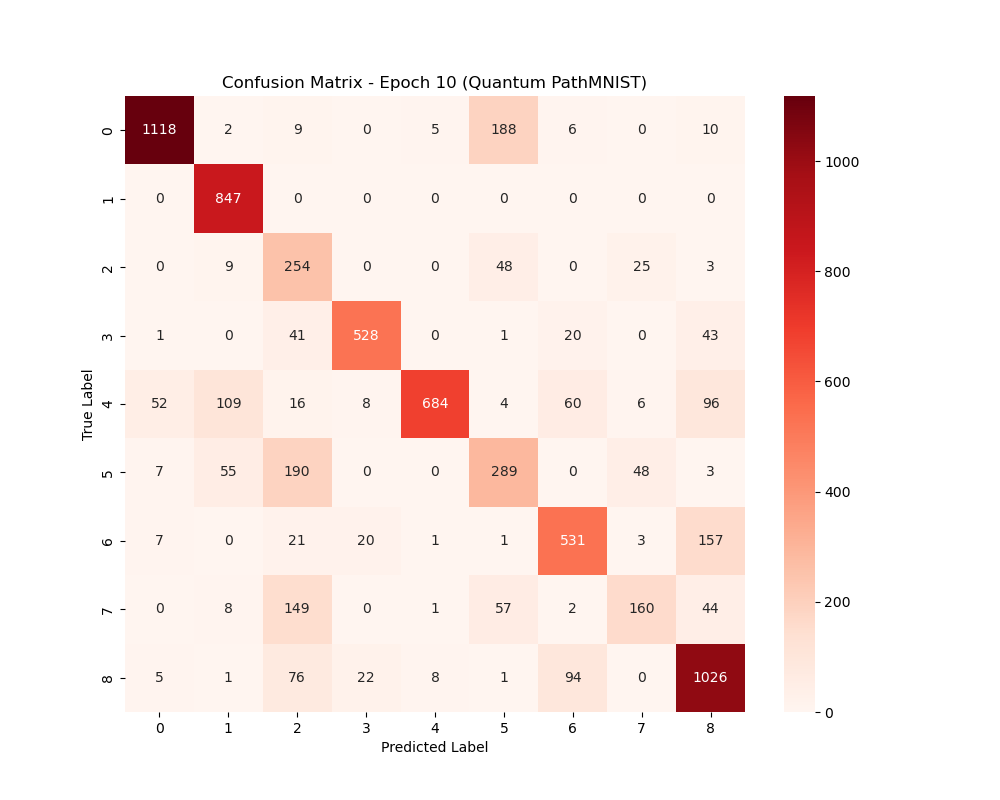 Confusion Matrix - Epoch 10 (Quantum PathMNIST)
0 1118 2 9 0 5 188 6 0 10
1 0 847 0 0 0 0 0 0 0
2 0 9 254 0 0 48 0 25 3
3 1 0 41 528 0 1 20 0 43
4 52 109 16 8 684 4 60 6 96
5 7 55 190 0 0 289 0 48 3
6 7 0 21 20 1 1 531 3 157
7 0 8 149 0 1 57 2 160 44
8 5 1 76 22 8 1 94 0 1026
0 1 2 3 4 5 6 7 8
True Label
Predicted Label
1000
800
600
400
200
0